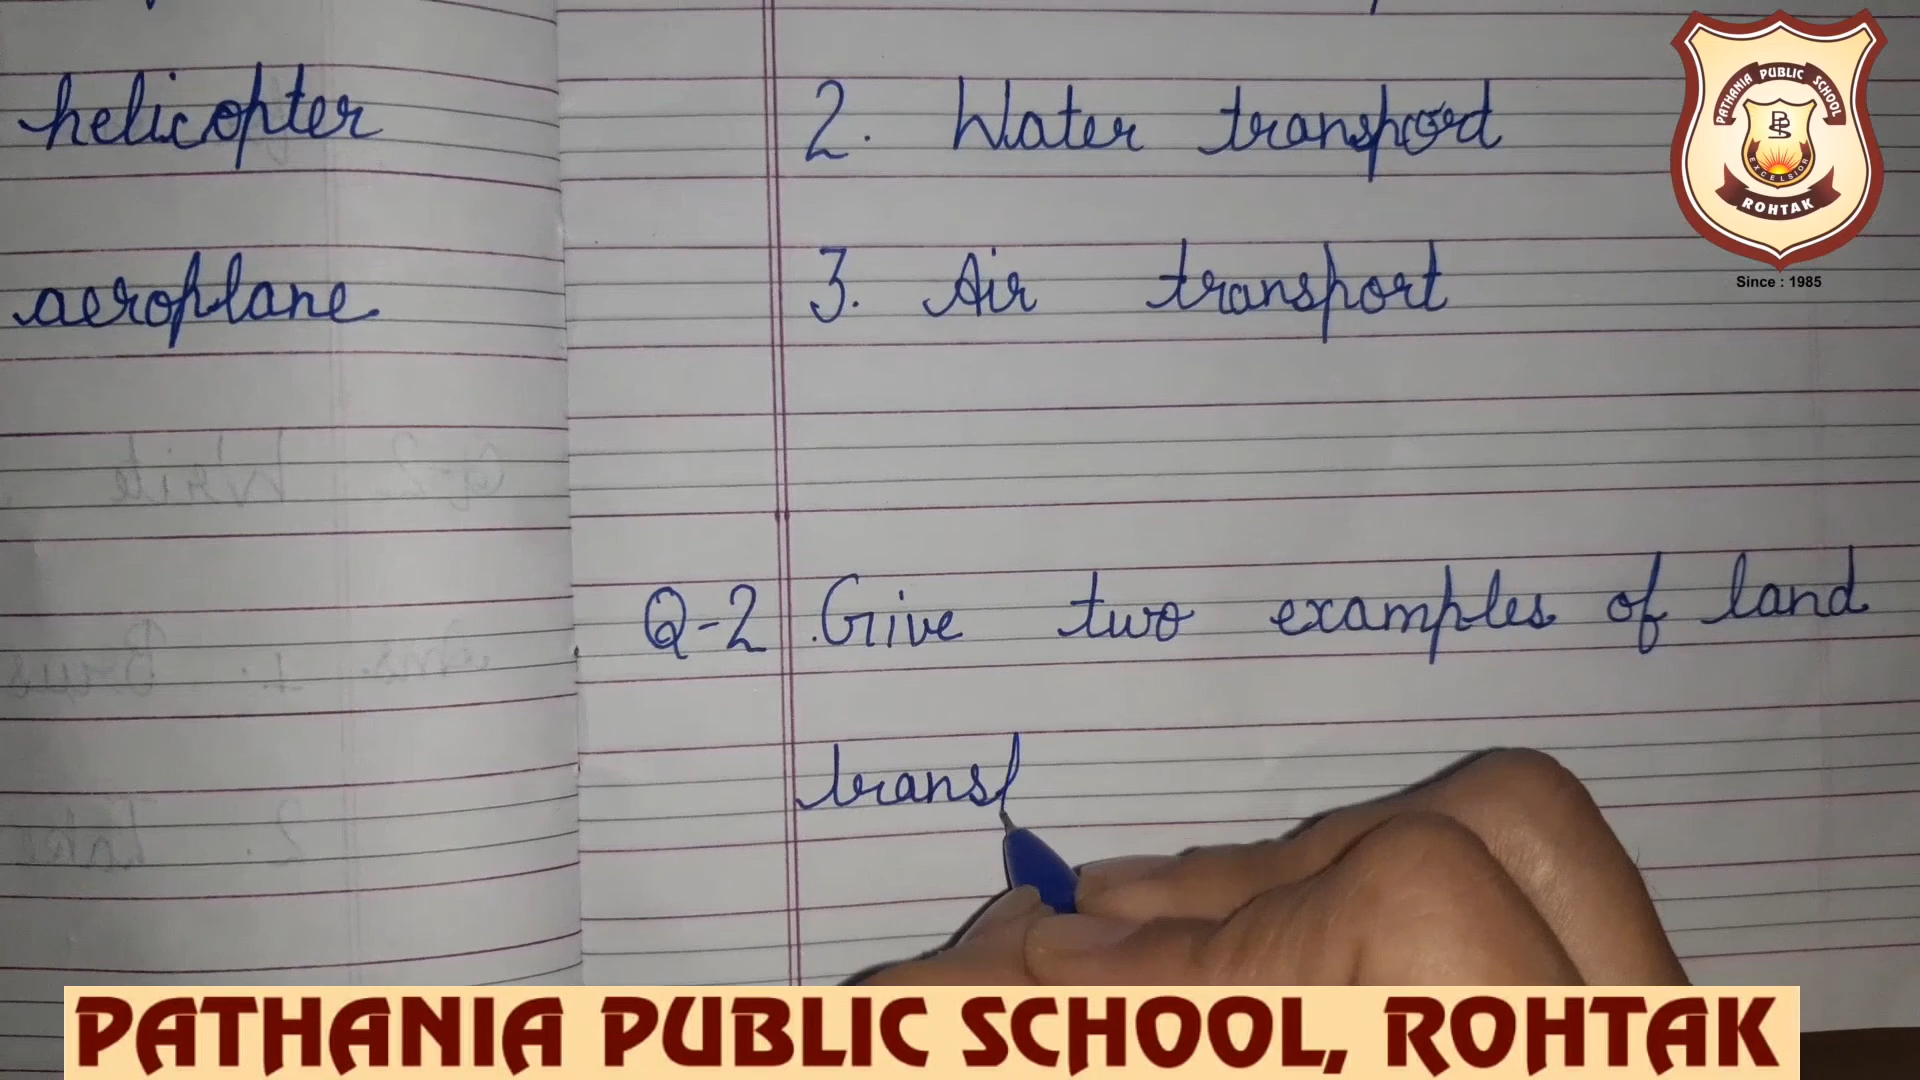 helicopter
aeroplane
2. Water transport
3. Air transport
Q-2 Give two examples of land
transp
PATHANIA PUBLIC SCHOOL
EXCELSIOR
ROHTAK
Since : 1985
PATHANIA PUBLIC SCHOOL, ROHTAK